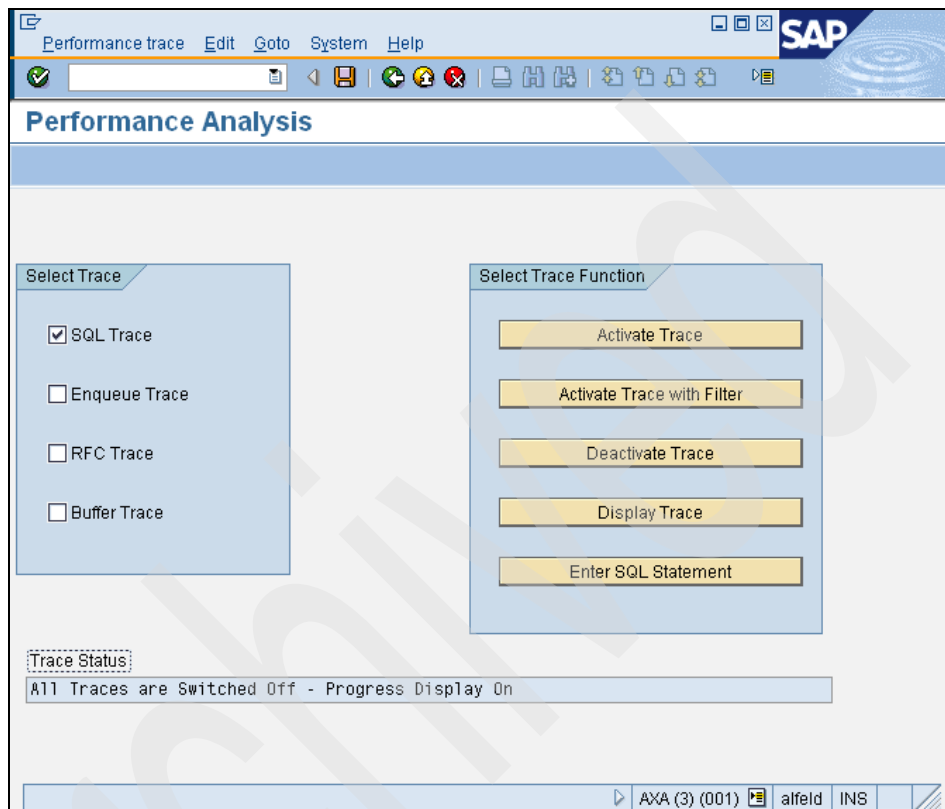 Performance trace Edit Goto System Help
SAP
Performance Analysis
Select Trace
SQL Trace
Enqueue Trace
RFC Trace
Buffer Trace
Select Trace Function
Activate Trace
Activate Trace with Filter
Deactivate Trace
Display Trace
Enter SQL Statement
Trace Status
All Traces are Switched Off - Progress Display On
AXA (3) (001) alfeld INS
Archived